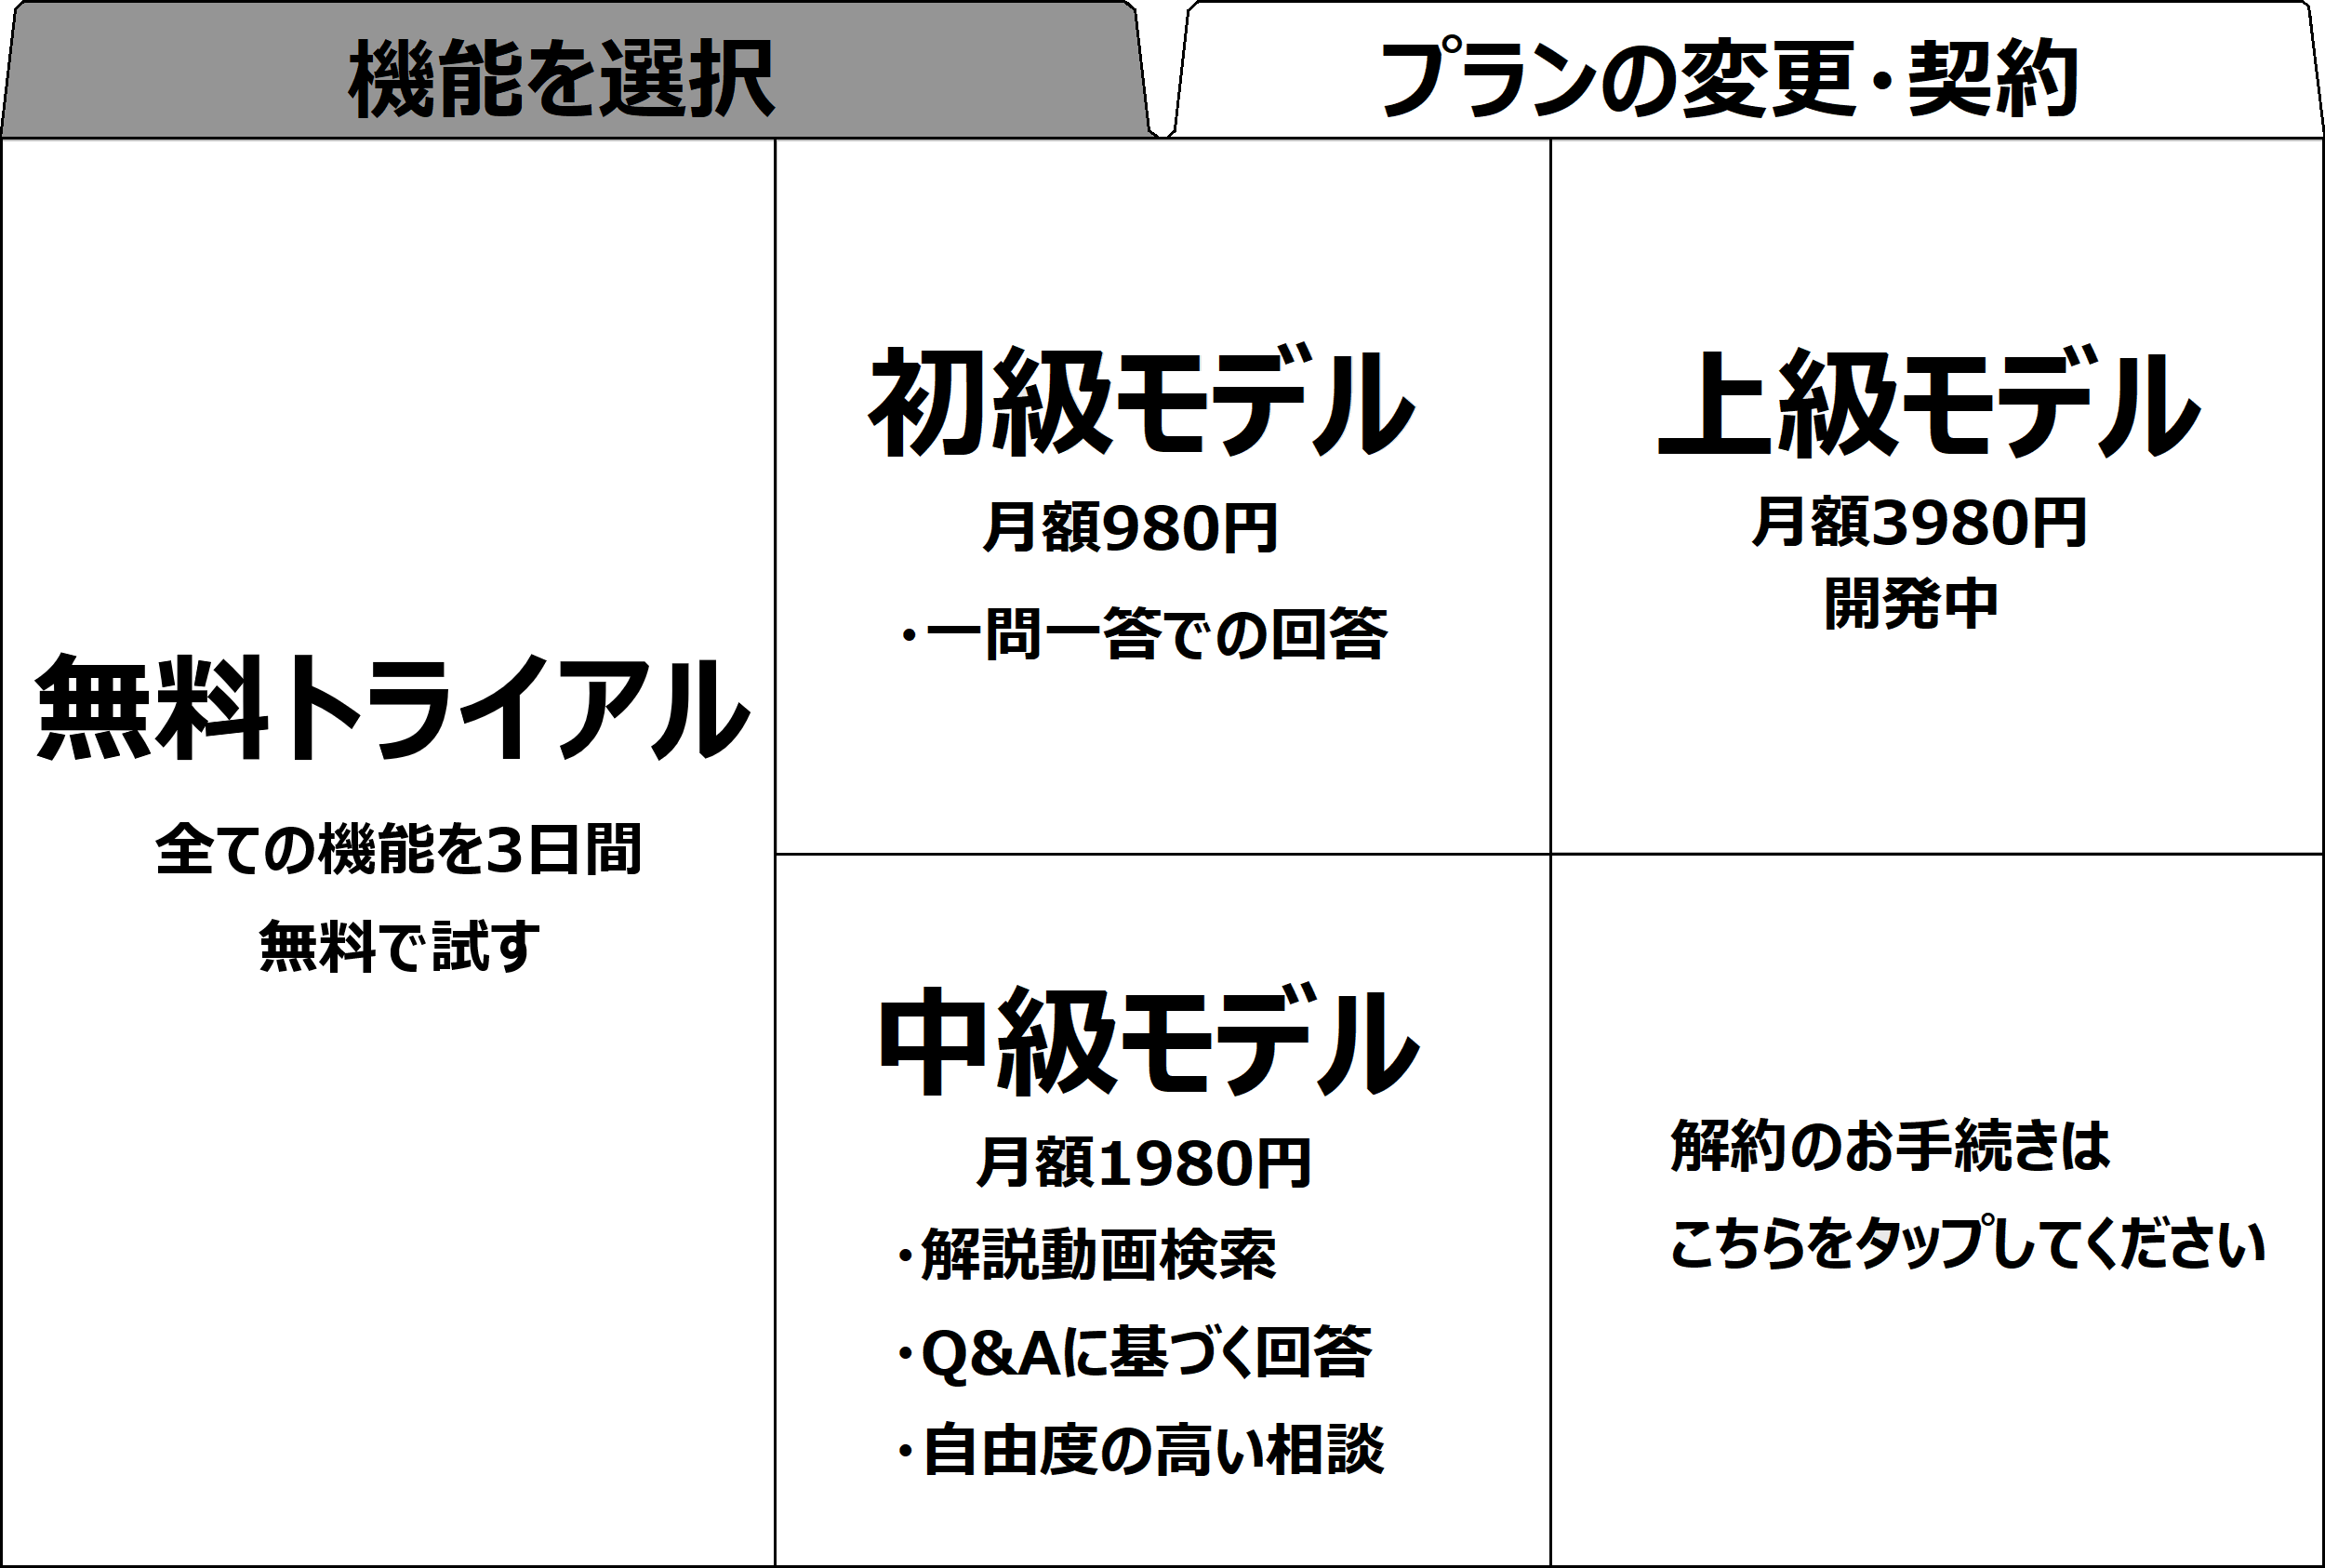 機能を選択
プランの変更・契約
無料トライアル
全ての機能を3日間
無料で試す
初級モデル
月額980円
・一問一答での回答
上級モデル
月額3980円
開発中
中級モデル
月額1980円
・解説動画検索
・Q&Aに基づく回答
・自由度の高い相談
解約のお手続きは
こちらをタップしてください